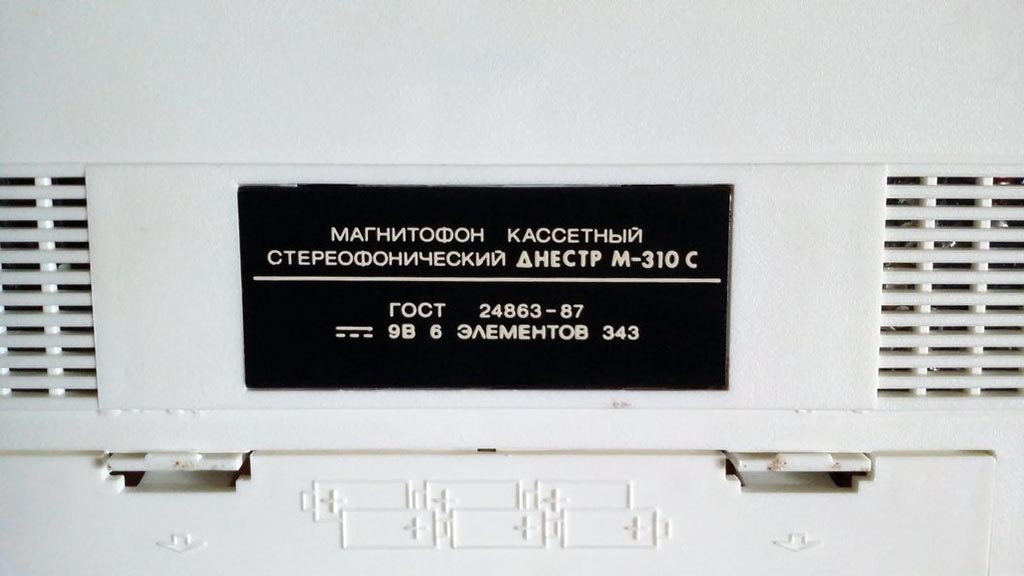 МАГНИТОФОН КАССЕТНЫЙ
СТЕРЕОФОНИЧЕСКИЙ ДНЕСТР М-310 С
ГОСТ 24863-87
9В 6 ЭЛЕМЕНТОВ 343